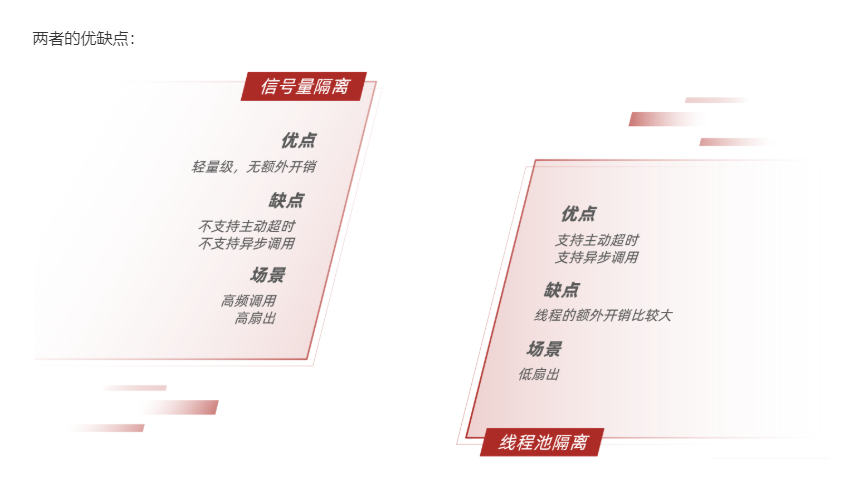 两者的优缺点：
信号量隔离
优点
轻量级，无额外开销
缺点
不支持主动超时
不支持异步调用
场景
高频调用
高扇出
优点
支持主动超时
支持异步调用
缺点
线程的额外开销比较大
场景
低扇出
线程池隔离